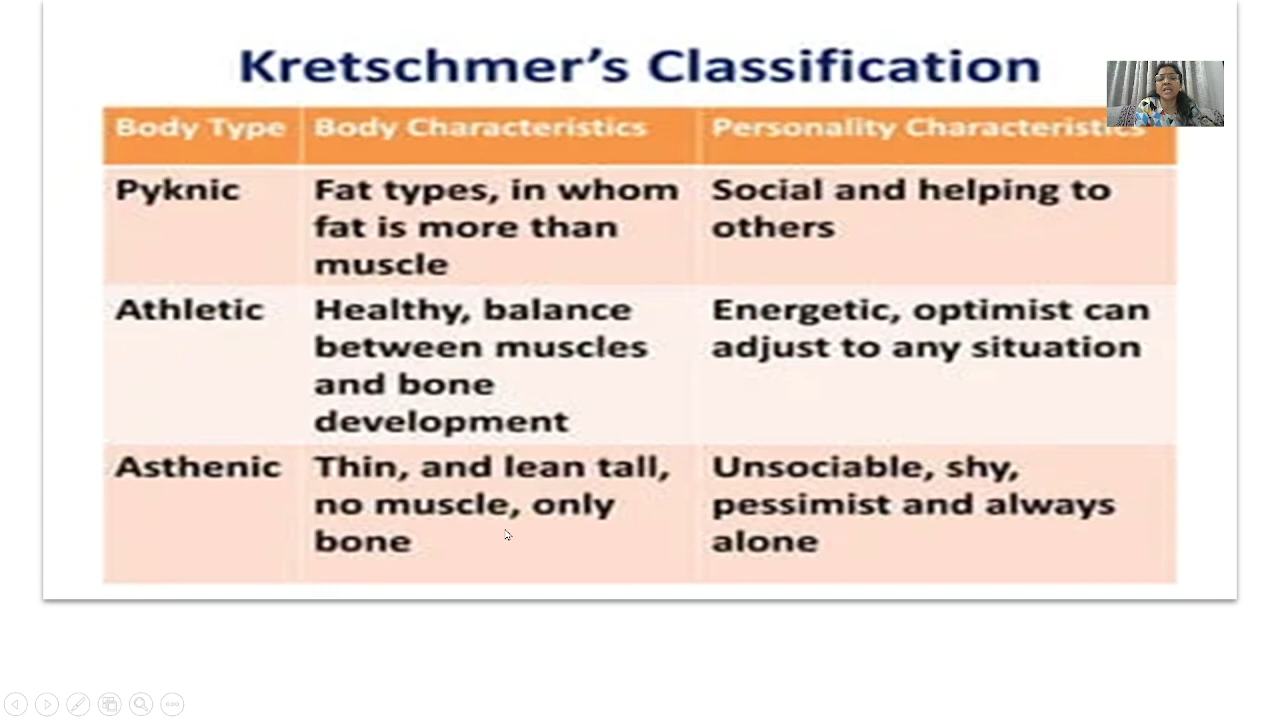 Kretschmer's Classification
Body Type
Body Characteristics
Personality Characteristics
Pyknic
Fat types, in whom
fat is more than
muscle
Social and helping to
others
Athletic
Healthy, balance
between muscles
and bone
development
Energetic, optimist can
adjust to any situation
Asthenic
Thin, and lean tall,
no muscle, only
bone
Unsociable, shy,
pessimist and always
alone